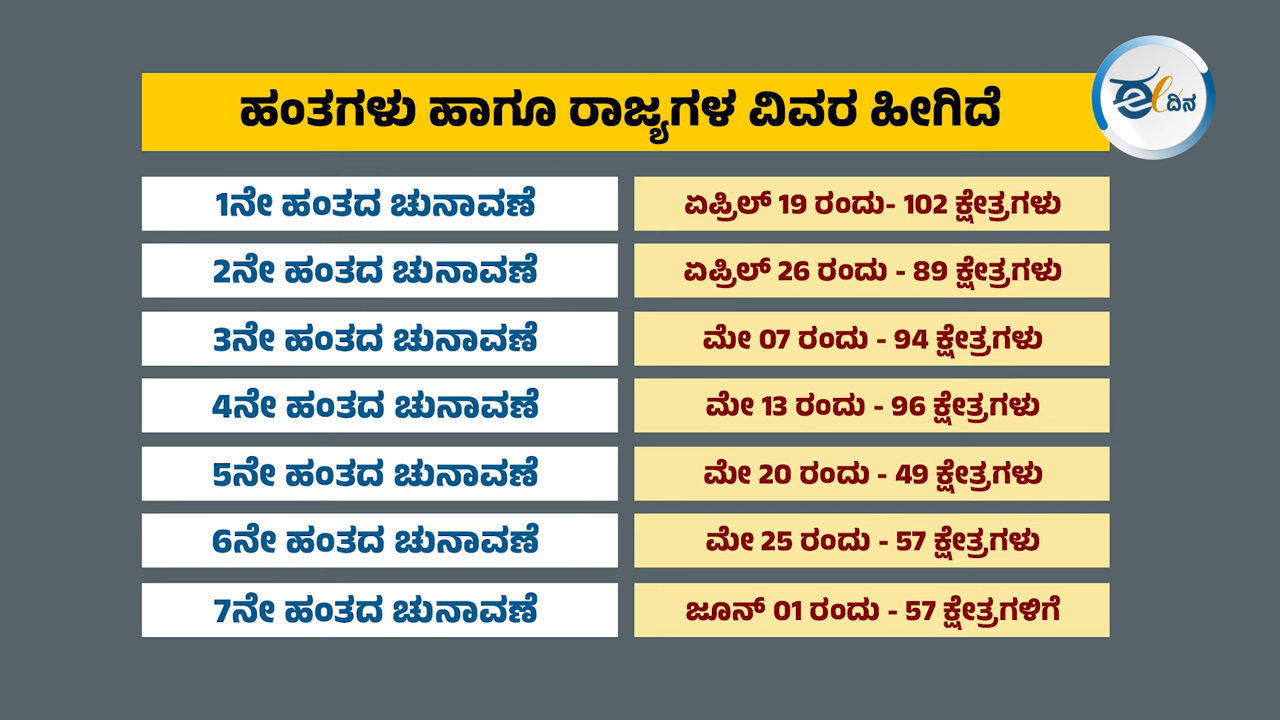 ಹಂತಗಳು ಹಾಗೂ ರಾಜ್ಯಗಳ ವಿವರ ಹೀಗಿದೆ
ಈ ದಿನ
1ನೇ ಹಂತದ ಚುನಾವಣೆ ಏಪ್ರಿಲ್ 19 ರಂದು- 102 ಕ್ಷೇತ್ರಗಳು
2ನೇ ಹಂತದ ಚುನಾವಣೆ ಏಪ್ರಿಲ್ 26 ರಂದು - 89 ಕ್ಷೇತ್ರಗಳು
3ನೇ ಹಂತದ ಚುನಾವಣೆ ಮೇ 07 ರಂದು - 94 ಕ್ಷೇತ್ರಗಳು
4ನೇ ಹಂತದ ಚುನಾವಣೆ ಮೇ 13 ರಂದು - 96 ಕ್ಷೇತ್ರಗಳು
5ನೇ ಹಂತದ ಚುನಾವಣೆ ಮೇ 20 ರಂದು - 49 ಕ್ಷೇತ್ರಗಳು
6ನೇ ಹಂತದ ಚುನಾವಣೆ ಮೇ 25 ರಂದು - 57 ಕ್ಷೇತ್ರಗಳು
7ನೇ ಹಂತದ ಚುನಾವಣೆ ಜೂನ್ 01 ರಂದು - 57 ಕ್ಷೇತ್ರಗಳಿಗೆ